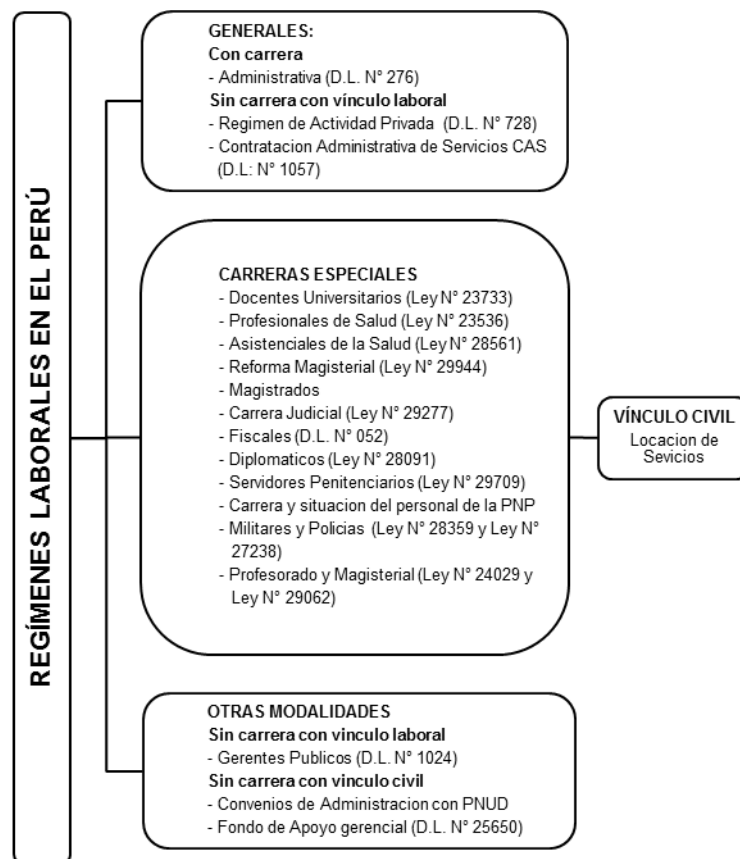 REGÍMENES LABORALES EN EL PERÚ
GENERALES:
Con carrera
- Administrativa (D.L. N° 276)
Sin carrera con vínculo laboral
- Regimen de Actividad Privada (D.L. N° 728)
- Contratacion Administrativa de Servicios CAS
(D.L: N° 1057)
CARRERAS ESPECIALES
- Docentes Universitarios (Ley N° 23733)
- Profesionales de Salud (Ley N° 23536)
- Asistenciales de la Salud (Ley N° 28561)
- Reforma Magisterial (Ley N° 29944)
- Magistrados
- Carrera Judicial (Ley N° 29277)
- Fiscales (D.L. N° 052)
- Diplomaticos (Ley N° 28091)
- Servidores Penitenciarios (Ley N° 29709)
- Carrera y situacion del personal de la PNP
- Militares y Policias (Ley N° 28359 y Ley N°
27238)
- Profesorado y Magisterial (Ley N° 24029 y
Ley N° 29062)
VÍNCULO CIVIL
Locacion de
Sevicios
OTRAS MODALIDADES
Sin carrera con vinculo laboral
- Gerentes Publicos (D.L. N° 1024)
Sin carrera con vinculo civil
- Convenios de Administracion con PNUD
- Fondo de Apoyo gerencial (D.L. N° 25650)